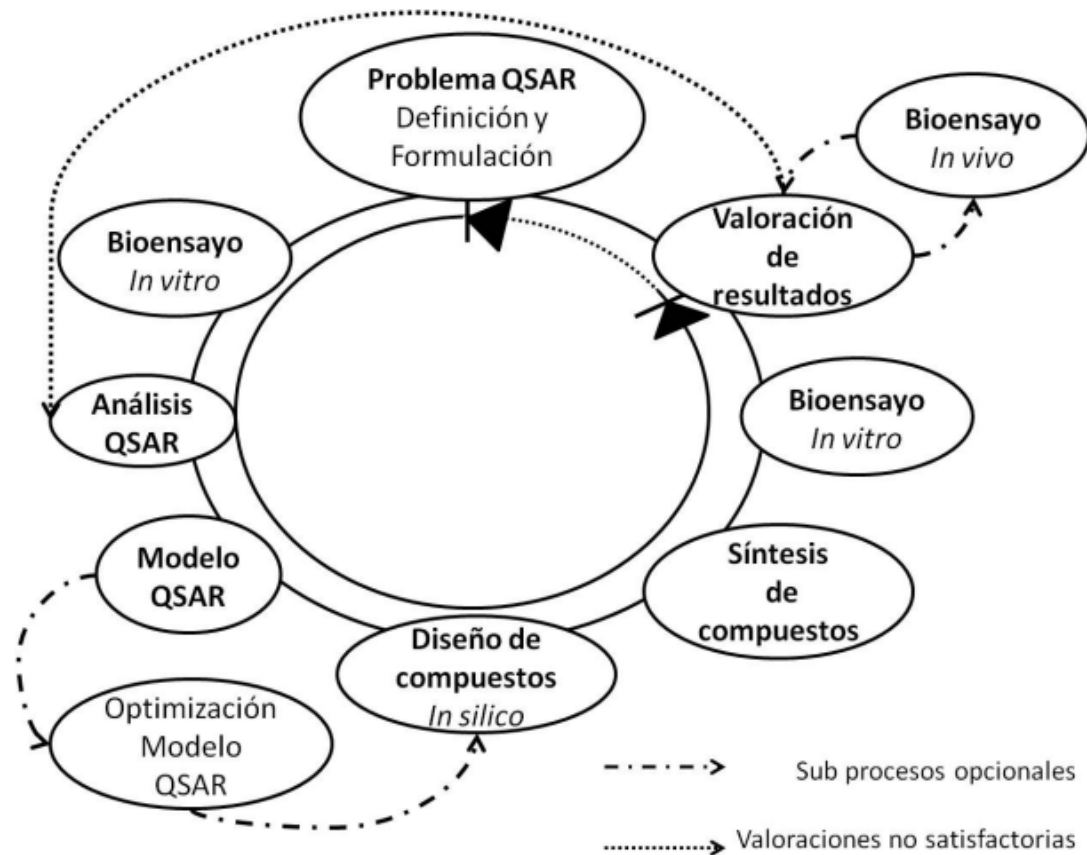 Problema QSAR
Definición y
Formulación
Bioensayo
In vivo
Valoración
de
resultados
Bioensayo
In vitro
Bioensayo
In vitro
Análisis
QSAR
Síntesis
de
compuestos
Modelo
QSAR
Diseño de
compuestos
In silico
Optimización
Modelo
QSAR
Sub procesos opcionales
Valoraciones no satisfactorias